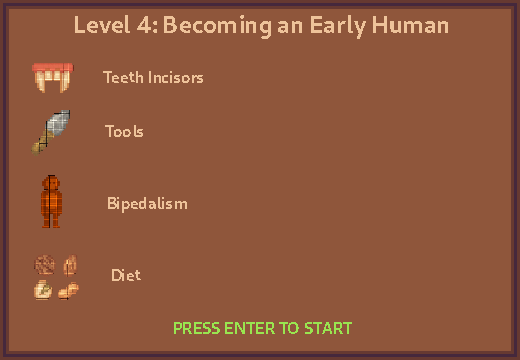 Level 4: Becoming an Early Human
Teeth Incisors
Tools
Bipedalism
Diet
PRESS ENTER TO START